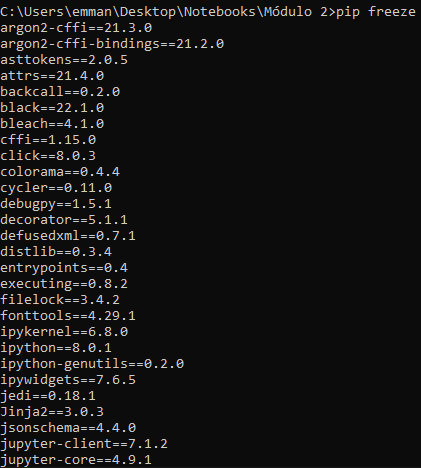 C:\Users\emman\Desktop\Notebooks\Módulo 2>pip freeze
argon2-cffi==21.3.0
argon2-cffi-bindings==21.2.0
asttokens==2.0.5
attrs==21.4.0
backcall==0.2.0
black==22.1.0
bleach==4.1.0
cffi==1.15.0
click==8.0.3
colorama==0.4.4
cycler==0.11.0
debugpy==1.5.1
decorator==5.1.1
defusedxml==0.7.1
distlib==0.3.4
entrypoints==0.4
executing==0.8.2
filelock==3.4.2
fonttools==4.29.1
ipykernel==6.8.0
ipython==8.0.1
ipython-genutils==0.2.0
ipywidgets==7.6.5
jedi==0.18.1
Jinja2==3.0.3
jsonschema==4.4.0
jupyter-client==7.1.2
jupyter-core==4.9.1